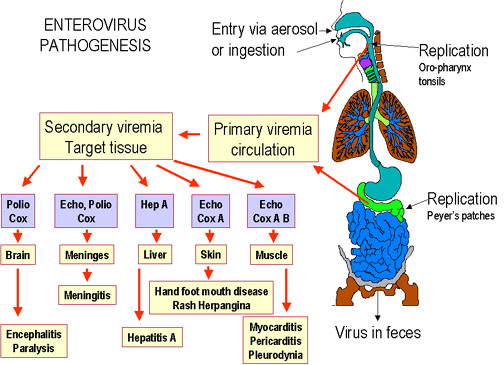 ENTEROVIRUS
PATHOGENESIS
Entry via aerosol
or ingestion
Replication
Oro-pharynx
tonsils
Secondary viremia
Target tissue
Primary viremia
circulation
Replication
Peyer's patches
Polio
Cox
Echo, Polio
Cox
Hep A
Echo
Cox A
Echo
Cox A B
Brain
Meninges
Liver
Skin
Muscle
Meningitis
Hand foot mouth disease
Rash Herpangina
Encephalitis
Paralysis
Hepatitis A
Myocarditis
Pericarditis
Pleurodynia
Virus in feces